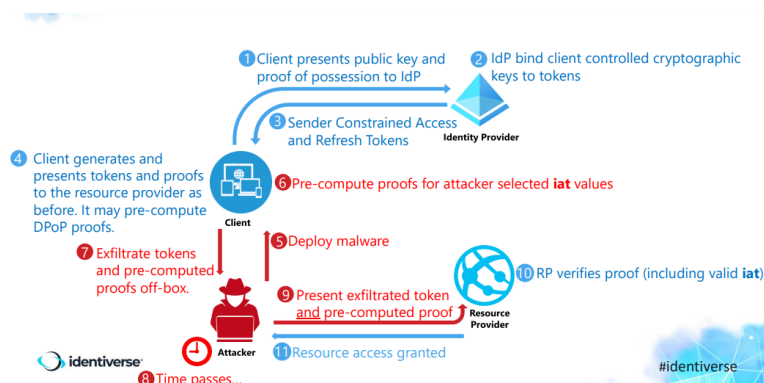 1 Client presents public key and
proof of possession to IdP
2 IdP bind client controlled cryptographic
keys to tokens
3 Sender Constrained Access
and Refresh Tokens
Identity Provider
4 Client generates and
presents tokens and proofs
to the resource provider as
before. It may pre-compute
DPoP proofs.
Client
6 Pre-compute proofs for attacker selected iat values
5 Deploy malware
7 Exfiltrate tokens
and pre-computed
proofs off-box.
9 Present exfiltrated token
and pre-computed proof
10 RP verifies proof (including valid iat)
Resource
Provider
Attacker
11 Resource access granted
8 Time passes...
identiverse
#identiverse